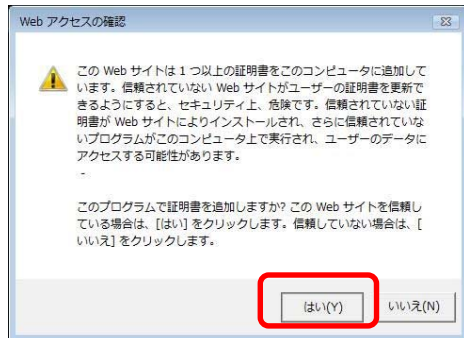 Web アクセスの確認
この Web サイトは 1 つ以上の証明書をこのコンピュータに追加して
います。信頼されていない Web サイトがユーザーの証明書を更新で
きるようにすると、セキュリティ上、危険です。信頼されていない証
明書が Web サイトによりインストールされ、さらに信頼されていな
いプログラムがこのコンピュータ上で実行され、ユーザーのデータに
アクセスする可能性があります。
-
このプログラムで証明書を追加しますか? この Web サイトを信頼し
ている場合は、[はい] をクリックします。信頼していない場合は、[
いいえ] をクリックします。
はい(Y)
いいえ(N)